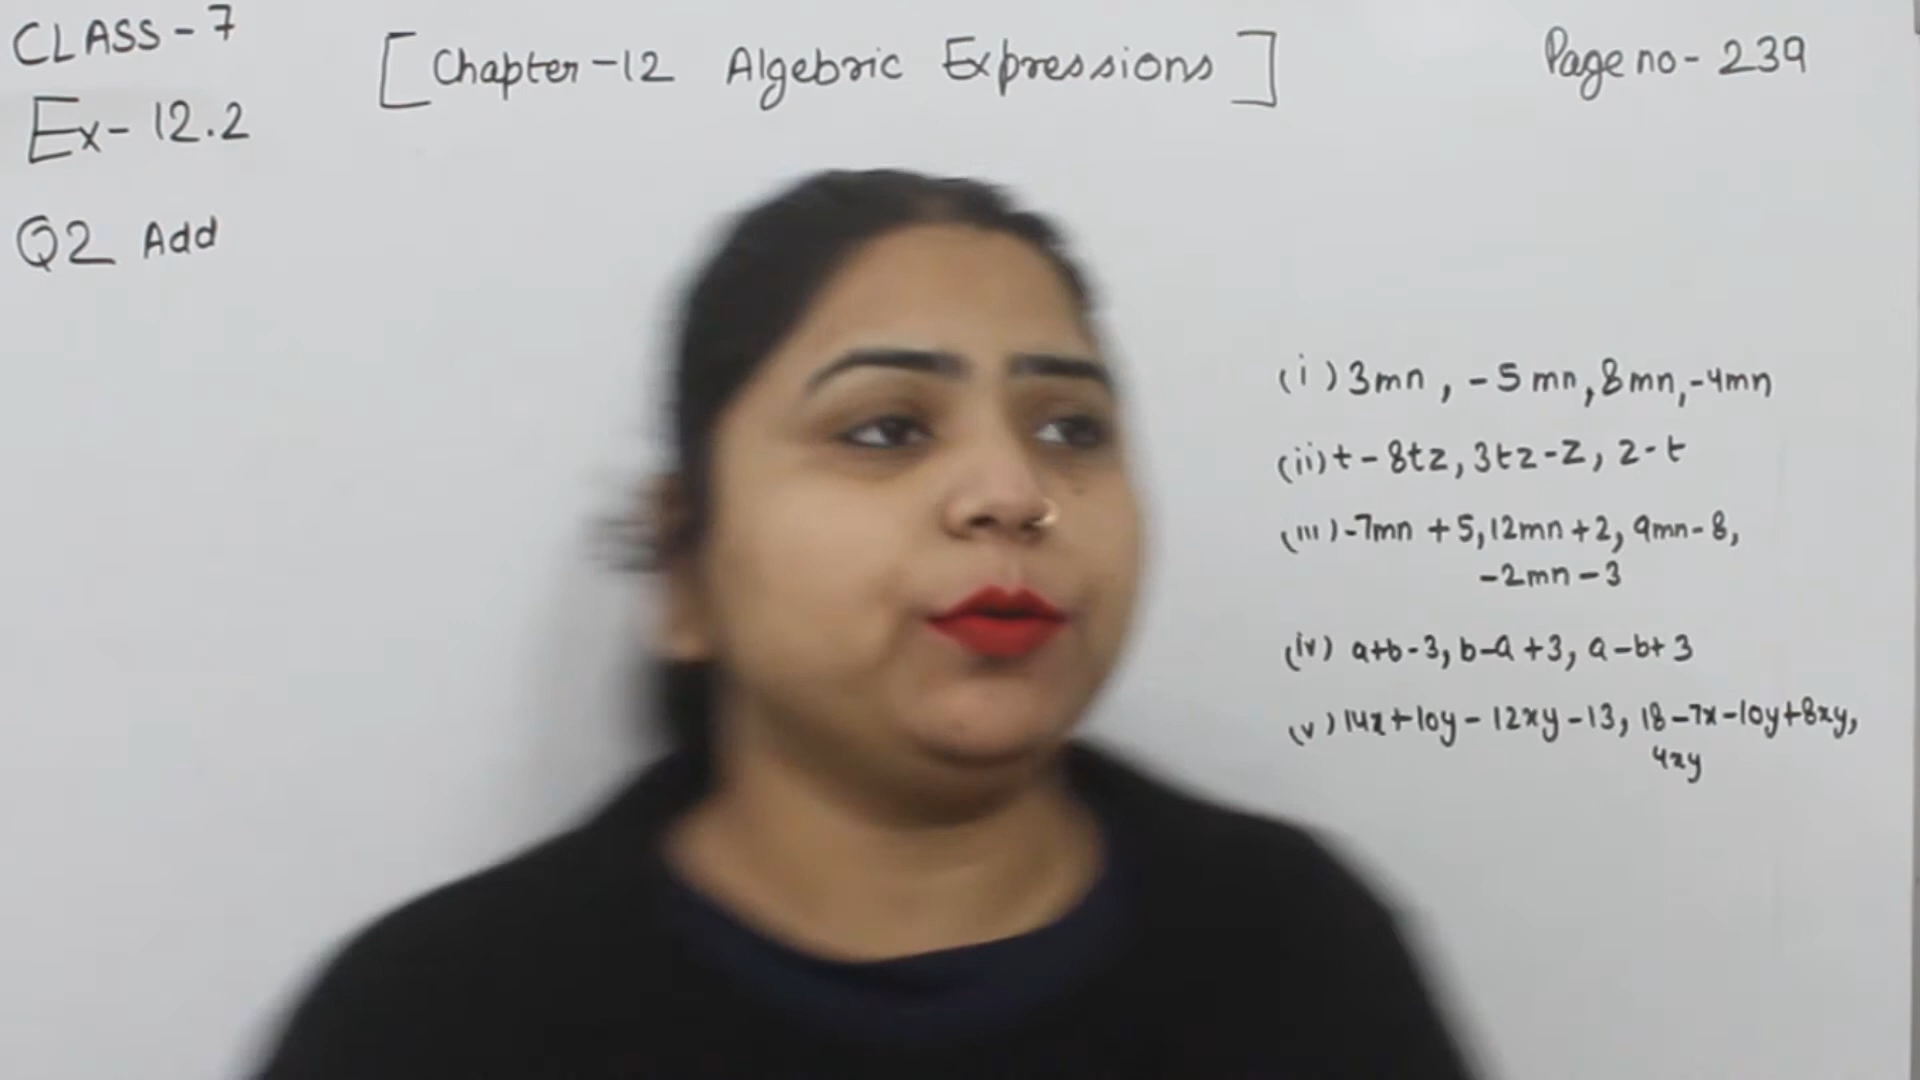 CLASS - 7
[Chapter -12 Algebric Expressions]
Page no - 239
Ex- 12.2
Q2 Add
(i) 3mn, -5mn, 8mn, -4mn
(ii) t - 8tz, 3tz - z, z - t
(iii) -7mn + 5, 12mn + 2, 9mn - 8,
-2mn - 3
(iv) a+b-3, b-a+3, a-b+3
(v) 14x+10y - 12xy -13, 18-7x-10y+8xy,
4xy